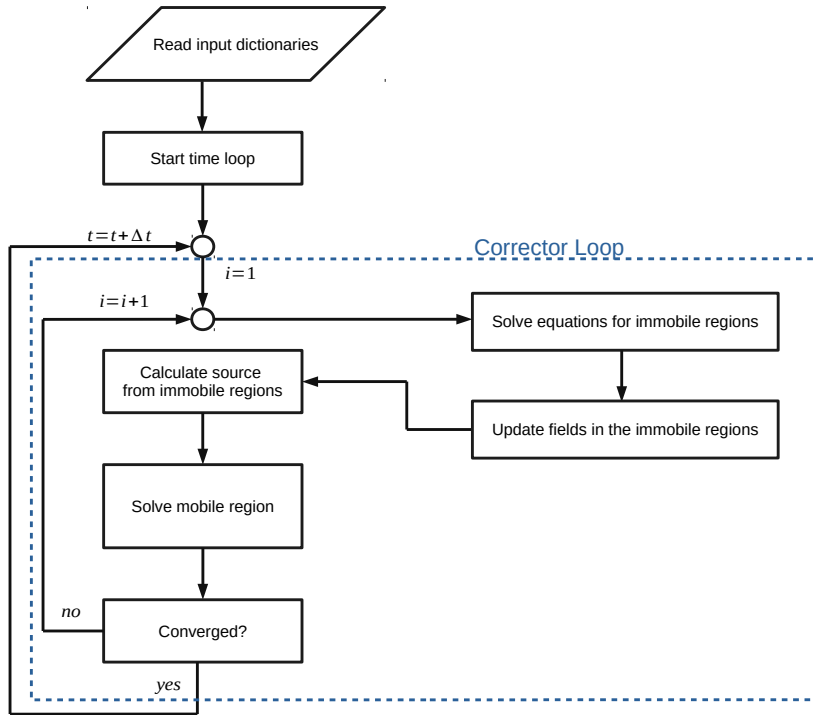 Read input dictionaries
Start time loop
t=t+Δt
Corrector Loop
i=1
i=i+1
Solve equations for immobile regions
Calculate source
from immobile regions
Update fields in the immobile regions
Solve mobile region
no
Converged?
yes